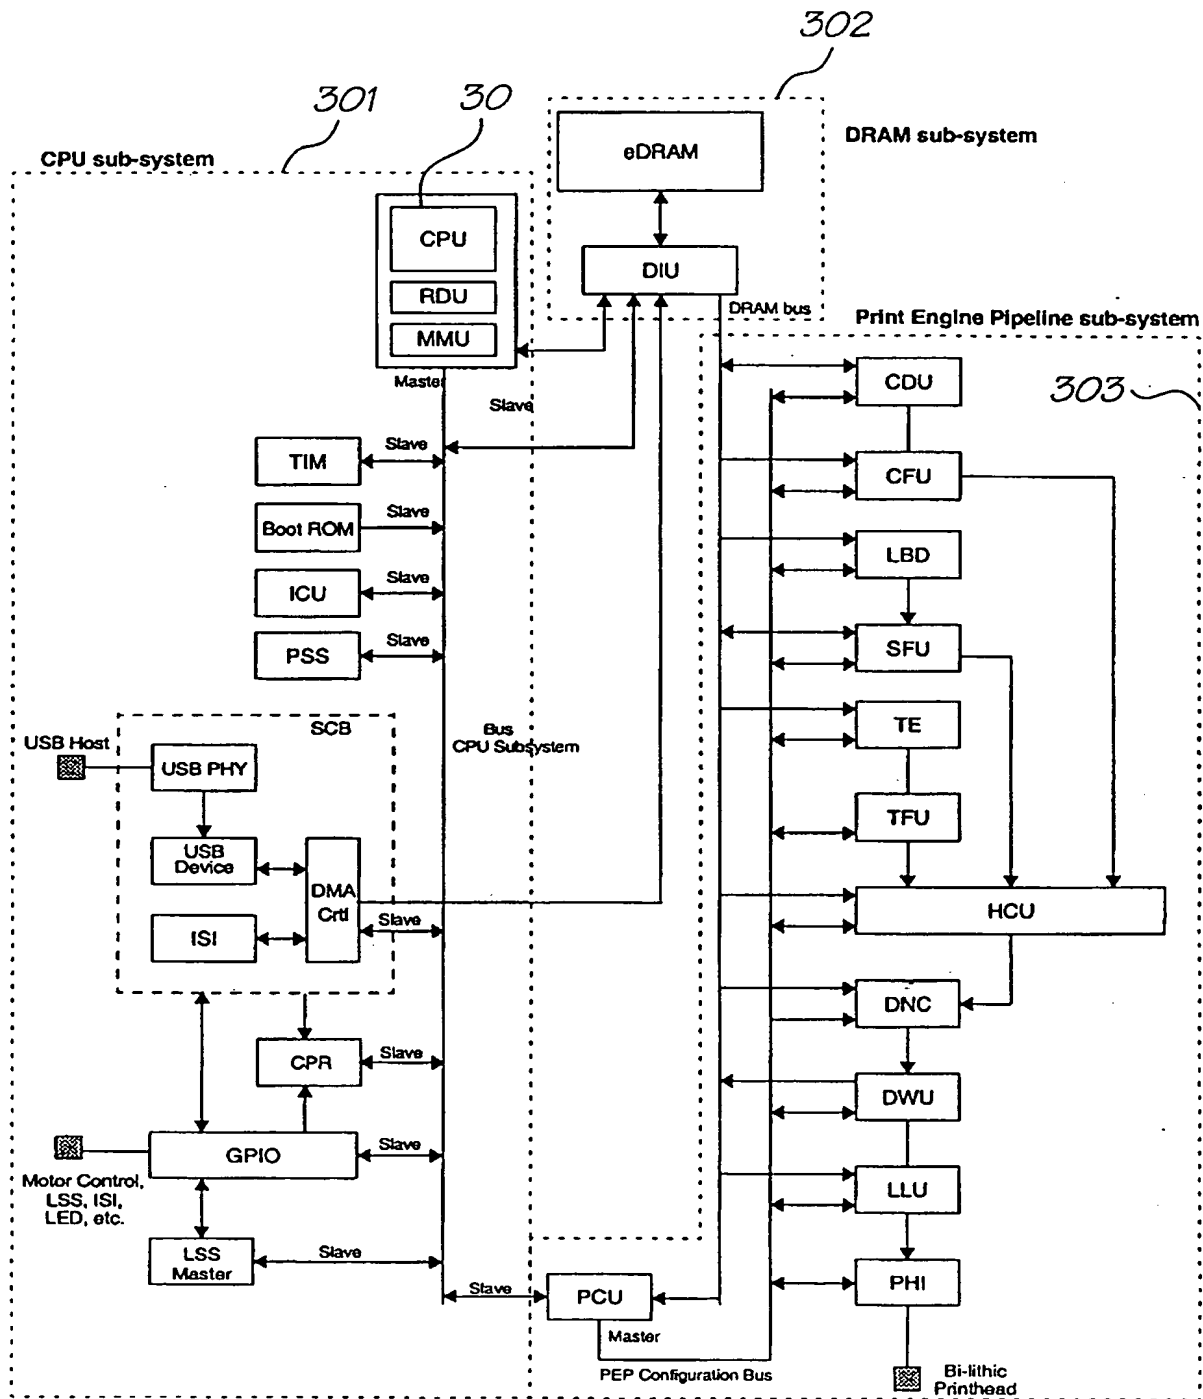 302
301
30
CPU sub-system
DRAM sub-system
eDRAM
CPU
RDU
MMU
Master
DIU
DRAM bus
Print Engine Pipeline sub-system
303
Slave
TIM
Slave
Boot ROM
Slave
ICU
Slave
PSS
Slave
SCB
USB Host
USB PHY
USB
Device
ISI
DMA
Crtl
Slave
Bus
CPU Subsystem
CPR
Slave
GPIO
Slave
Motor Control,
LSS, ISI,
LED, etc.
LSS
Master
Slave
Slave
PCU
Master
PEP Configuration Bus
CDU
CFU
LBD
SFU
TE
TFU
HCU
DNC
DWU
LLU
PHI
Bi-lithic
Printhead